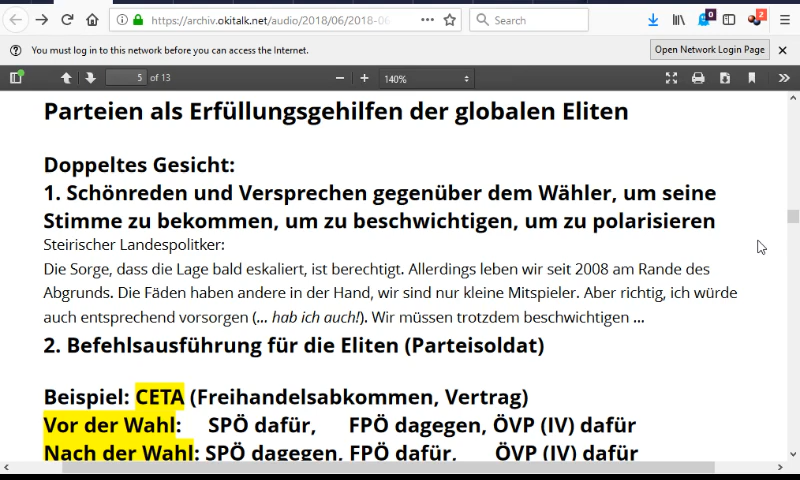 https://archiv.okitalk.net/audio/2018/06/2018-06
Search
0
2
You must log in to this network before you can access the Internet.
Open Network Login Page
5 of 13
140%
Parteien als Erfüllungsgehilfen der globalen Eliten
Doppeltes Gesicht:
1. Schönreden und Versprechen gegenüber dem Wähler, um seine
Stimme zu bekommen, um zu beschwichtigen, um zu polarisieren
Steirischer Landespolitker:
Die Sorge, dass die Lage bald eskaliert, ist berechtigt. Allerdings leben wir seit 2008 am Rande des
Abgrunds. Die Fäden haben andere in der Hand, wir sind nur kleine Mitspieler. Aber richtig, ich würde
auch entsprechend vorsorgen (... hab ich auch!). Wir müssen trotzdem beschwichtigen ...
2. Befehlsausführung für die Eliten (Parteisoldat)
Beispiel: CETA (Freihandelsabkommen, Vertrag)
Vor der Wahl: SPÖ dafür, FPÖ dagegen, ÖVP (IV) dafür
Nach der Wahl: SPÖ dagegen, FPÖ dafür, ÖVP (IV) dafür